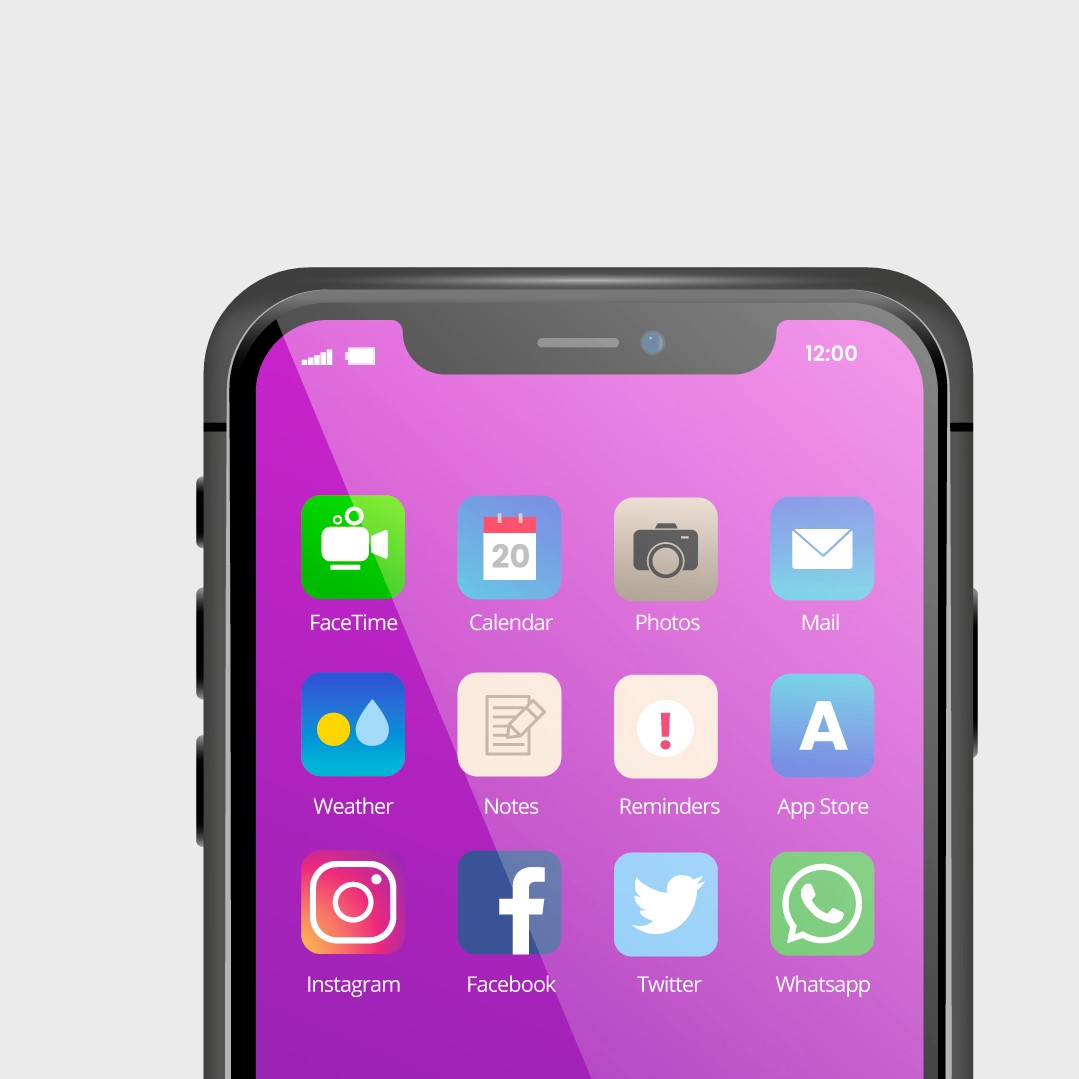 12:00
20
FaceTime Calendar Photos Mail
!
A
Weather Notes Reminders App Store
f
Instagram Facebook Twitter Whatsapp